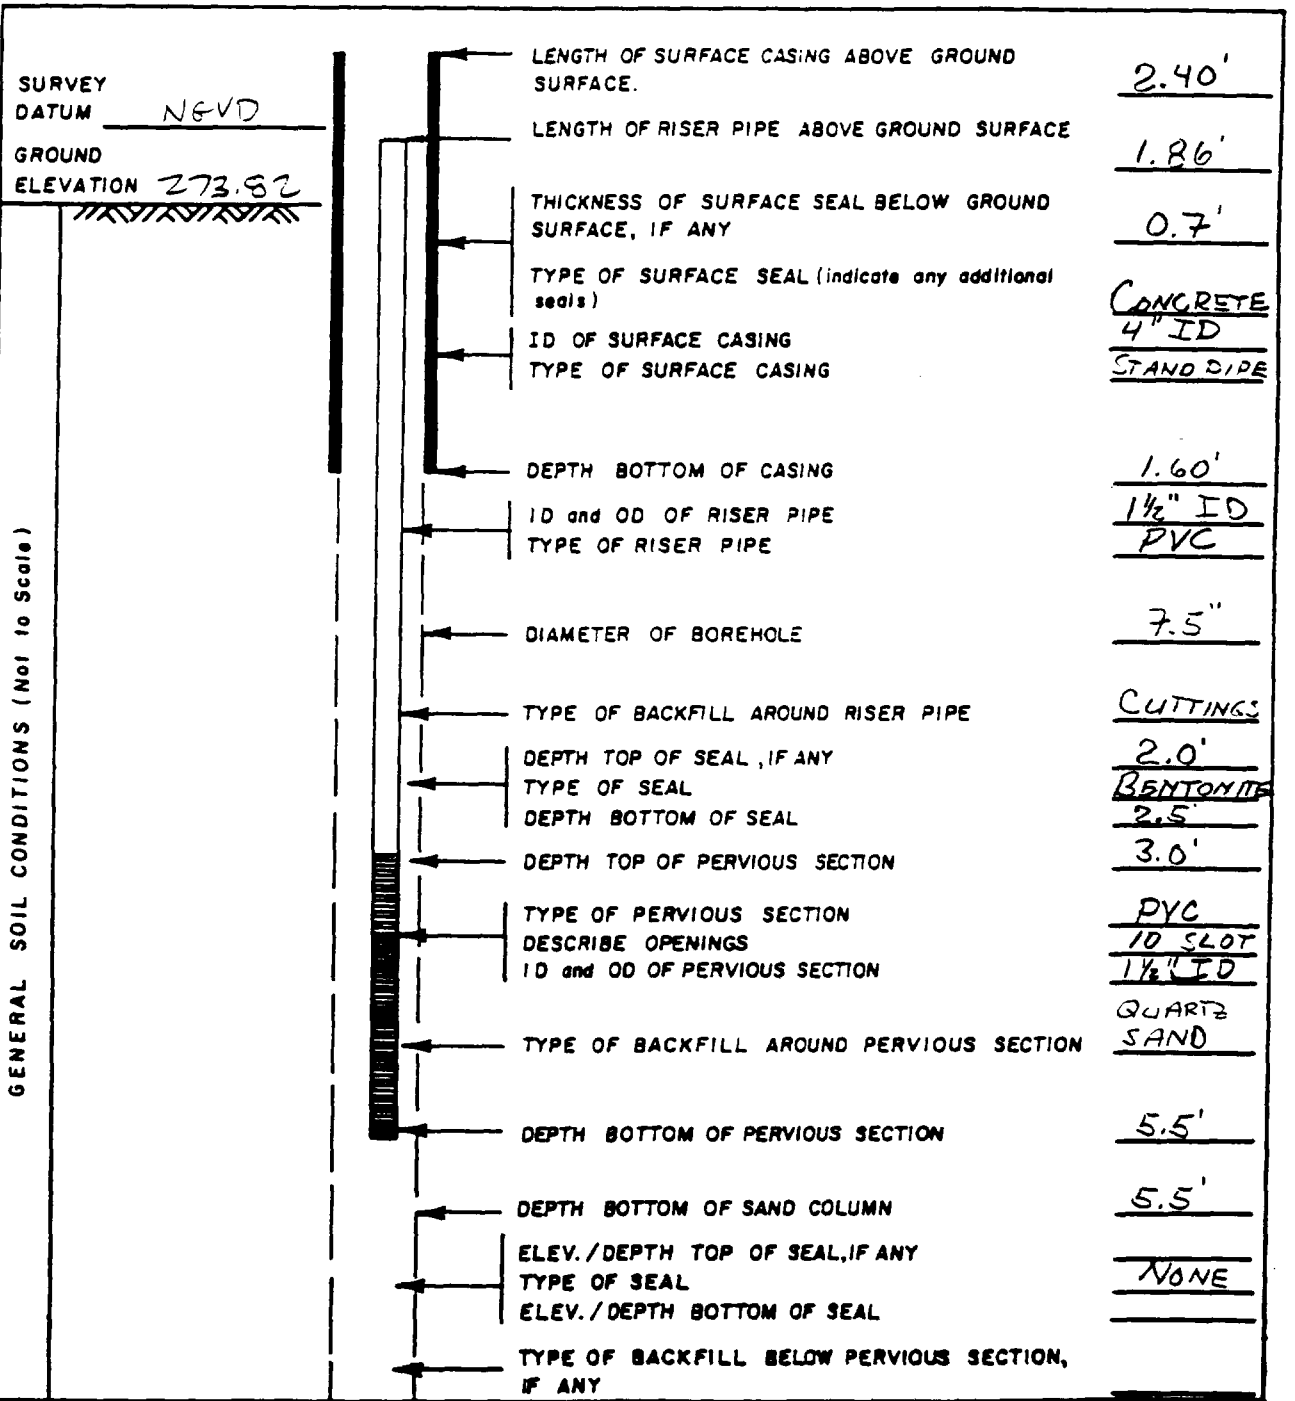 LENGTH OF SURFACE CASING ABOVE GROUND
SURFACE. 2.40'
SURVEY
DATUM NGVD
LENGTH OF RISER PIPE ABOVE GROUND SURFACE 1.86'
GROUND
ELEVATION 273.82
THICKNESS OF SURFACE SEAL BELOW GROUND
SURFACE, IF ANY 0.7'
TYPE OF SURFACE SEAL (indicate any additional
seals) CONCRETE
ID OF SURFACE CASING 4" ID
TYPE OF SURFACE CASING STAND PIPE
DEPTH BOTTOM OF CASING 1.60'
ID and OD OF RISER PIPE 1½" ID
TYPE OF RISER PIPE PVC
DIAMETER OF BOREHOLE 7.5"
TYPE OF BACKFILL AROUND RISER PIPE CUTTINGS
DEPTH TOP OF SEAL, IF ANY 2.0'
TYPE OF SEAL BENTONITE
DEPTH BOTTOM OF SEAL 2.5'
DEPTH TOP OF PERVIOUS SECTION 3.0'
TYPE OF PERVIOUS SECTION PVC
DESCRIBE OPENINGS 10 SLOT
ID and OD OF PERVIOUS SECTION 1½" ID
QUARTZ
TYPE OF BACKFILL AROUND PERVIOUS SECTION SAND
DEPTH BOTTOM OF PERVIOUS SECTION 5.5'
DEPTH BOTTOM OF SAND COLUMN 5.5'
ELEV./DEPTH TOP OF SEAL, IF ANY
TYPE OF SEAL NONE
ELEV./DEPTH BOTTOM OF SEAL
TYPE OF BACKFILL BELOW PERVIOUS SECTION,
IF ANY
GENERAL SOIL CONDITIONS (Not to Scale)